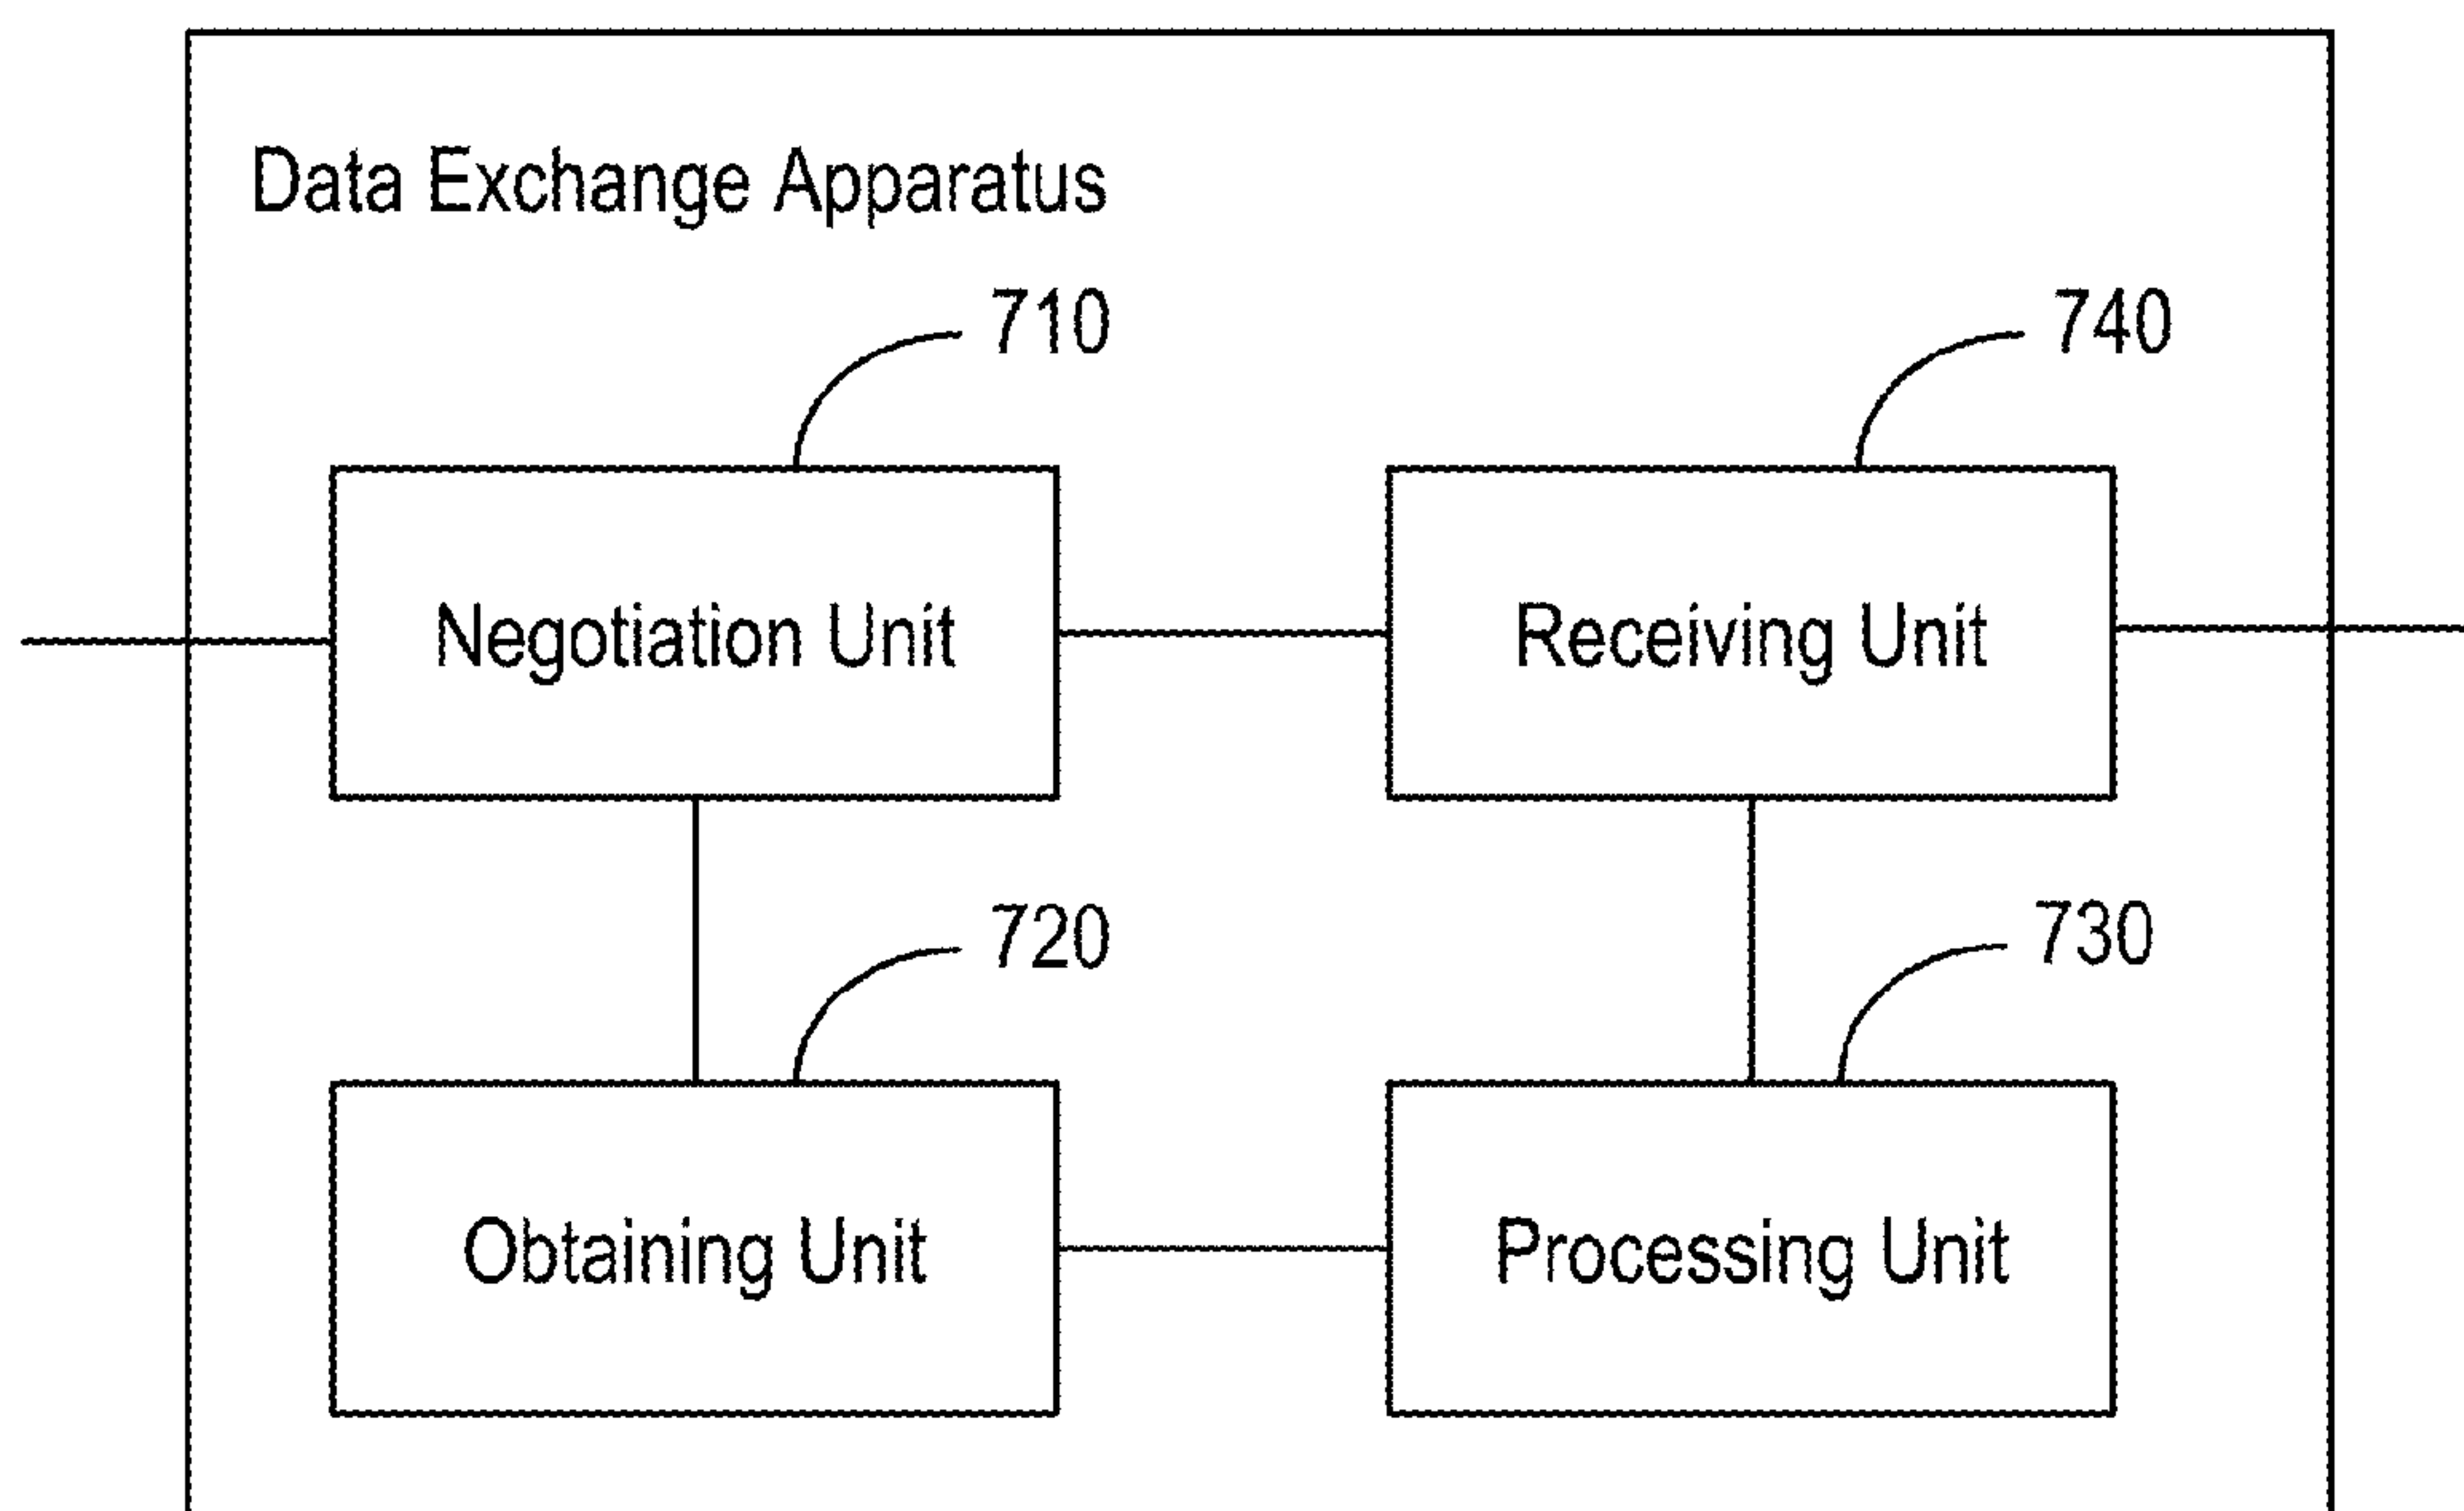 Data Exchange Apparatus
710
740
Negotiation Unit
Receiving Unit
720
730
Obtaining Unit
Processing Unit